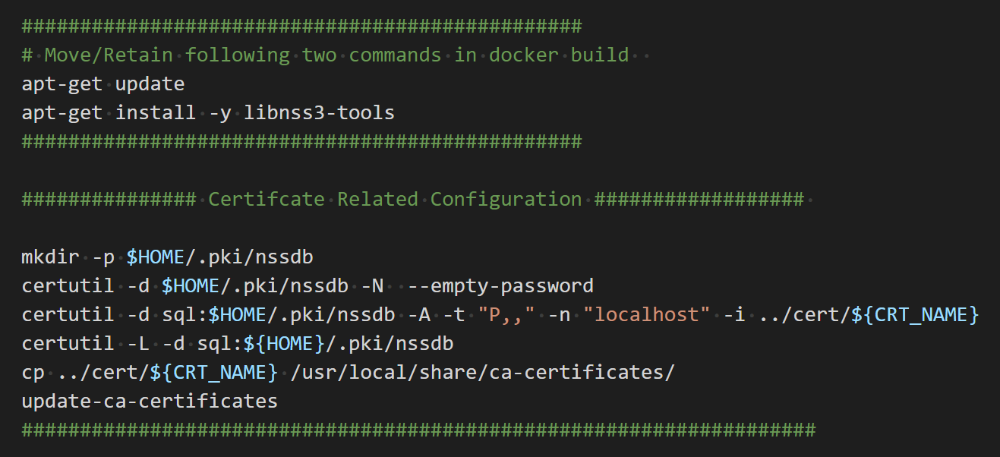 ################################################
# Move/Retain following two commands in docker build
apt-get update
apt-get install -y libnss3-tools
################################################
############### Certifcate Related Configuration ##################
mkdir -p $HOME/.pki/nssdb
certutil -d $HOME/.pki/nssdb -N  --empty-password
certutil -d sql:$HOME/.pki/nssdb -A -t "P,," -n "localhost" -i ../cert/${CRT_NAME}
certutil -L -d sql:${HOME}/.pki/nssdb
cp ../cert/${CRT_NAME} /usr/local/share/ca-certificates/
update-ca-certificates
####################################################################